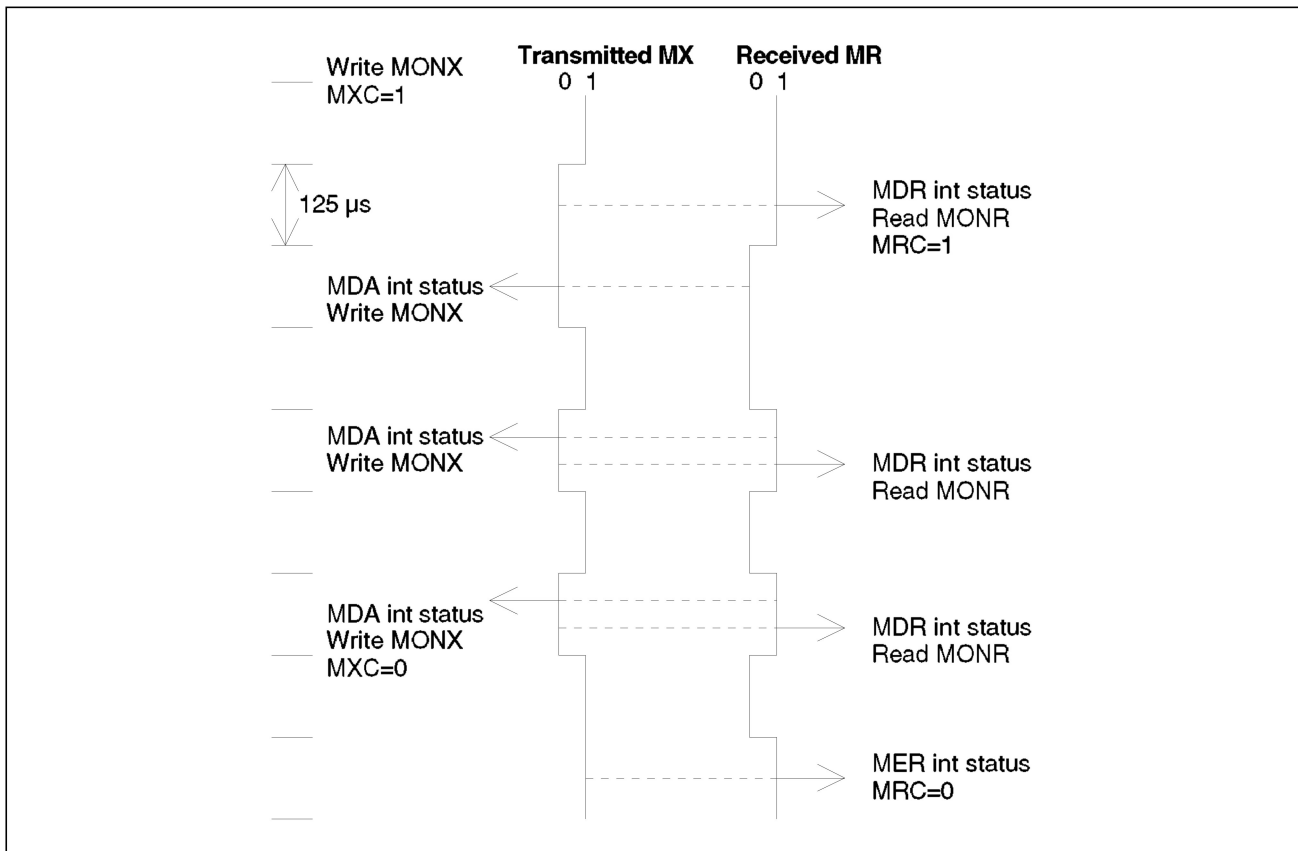 Transmitted MX
Received MR
Write MONX
MXC=1
0 1
0 1
125 µs
MDR int status
Read MONR
MRC=1
MDA int status
Write MONX
MDA int status
Write MONX
MDR int status
Read MONR
MDA int status
Write MONX
MXC=0
MDR int status
Read MONR
MER int status
MRC=0